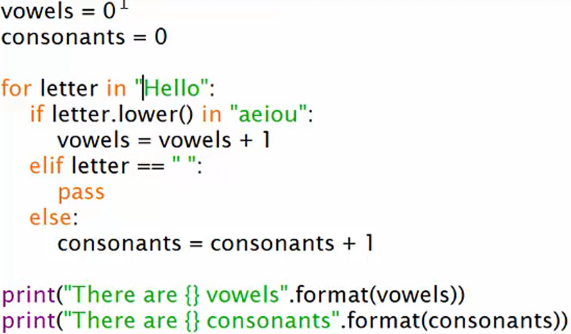 vowels = 0
consonants = 0
for letter in "Hello":
    if letter.lower() in "aeiou":
        vowels = vowels + 1
    elif letter == " ":
        pass
    else:
        consonants = consonants + 1
print("There are {} vowels".format(vowels))
print("There are {} consonants".format(consonants))